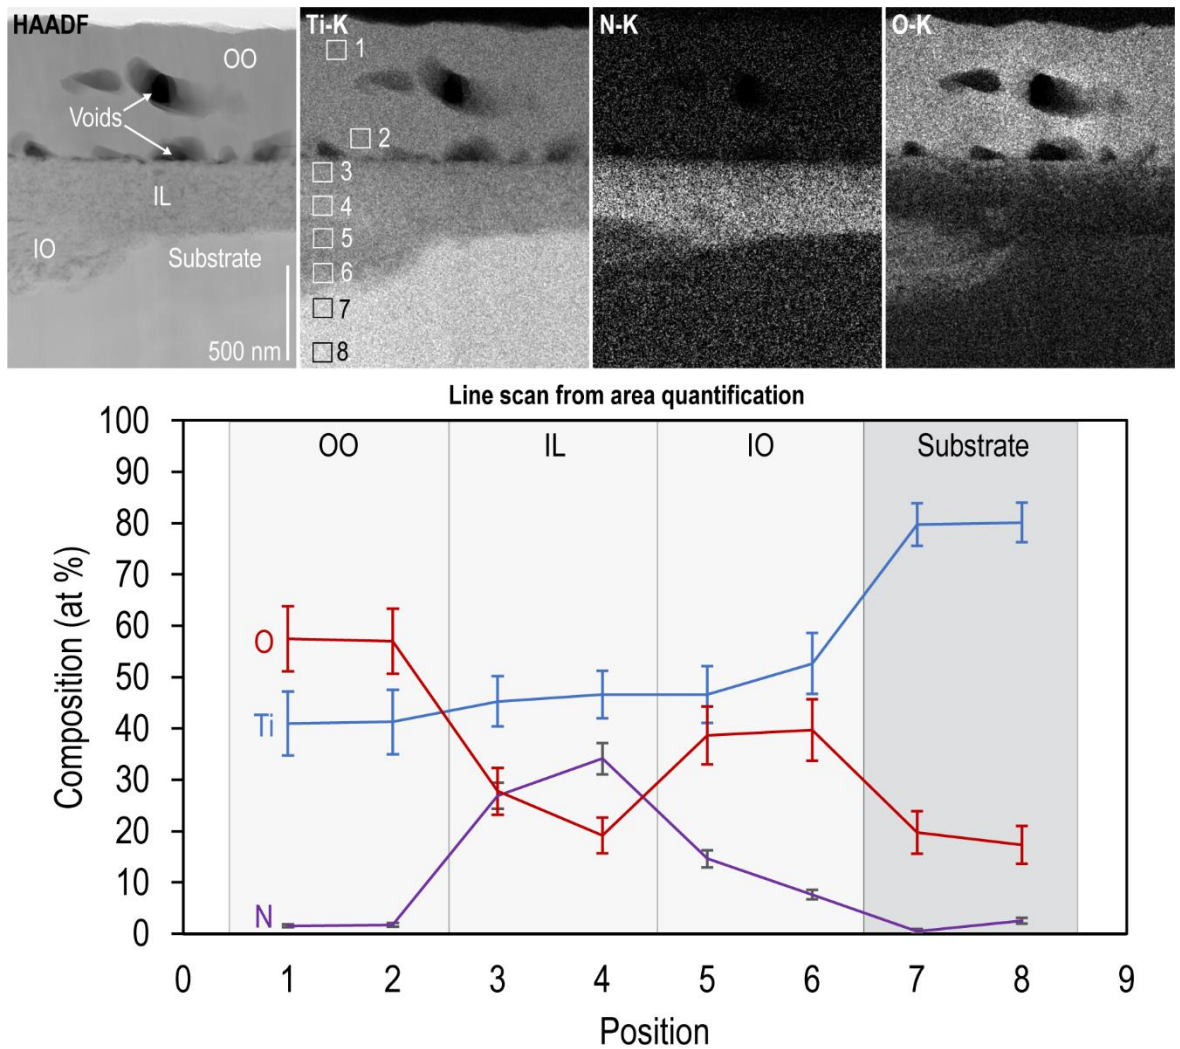 HAADF
OO
Voids
IL
IO
Substrate
500 nm
Ti-K
1
2
3
4
5
6
7
8
N-K
O-K
Line scan from area quantification
100
90
80
70
60
50
40
30
20
10
0
Composition (at %)
OO
IL
IO
Substrate
O
Ti
N
0 1 2 3 4 5 6 7 8 9
Position